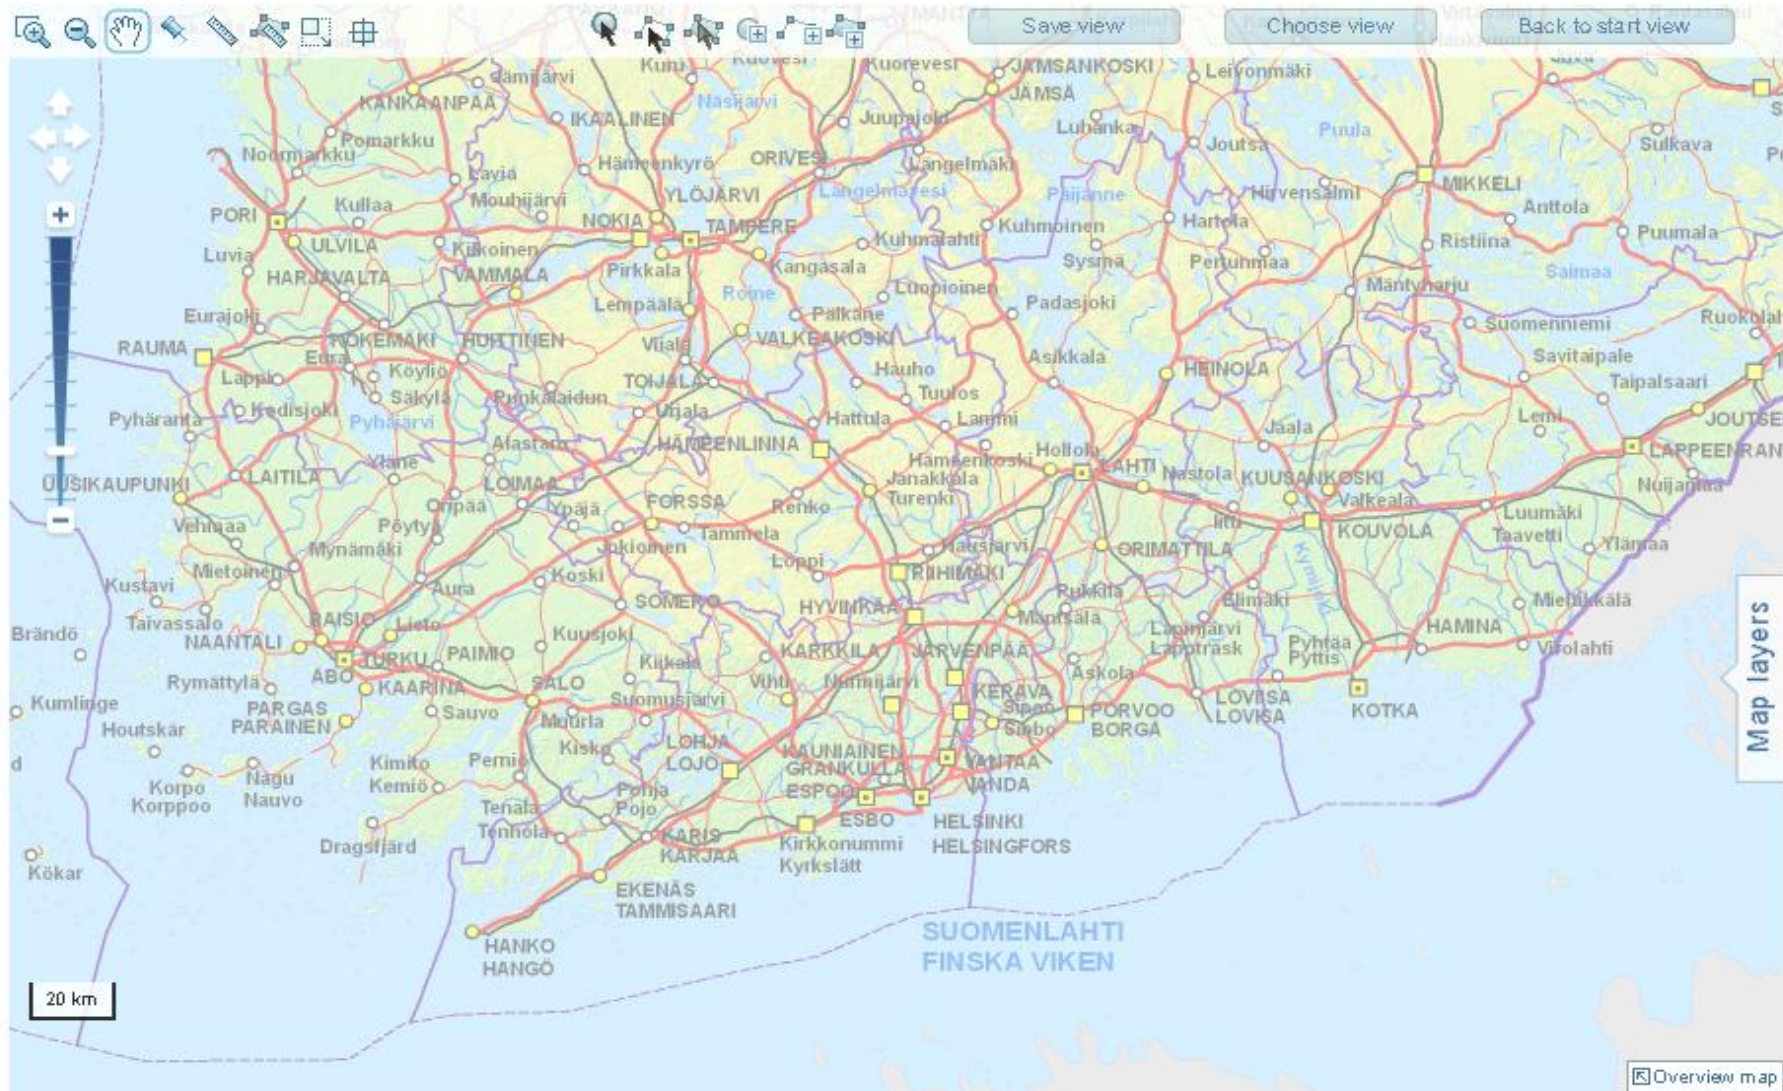 Save view
Choose view
Back to start view
Kuru
Kuorevesi
JÄMSÄNKOSKI
Leivonmäki
Juva
Jämijärvi
KANKAANPÄÄ
Näsijärvi
JÄMSÄ
IKAALINEN
Juupajoki
Luhanka
Puula
Pomarkku
Noormarkku
Joutsa
Sulkava
Hämeenkyrö
ORIVESI
Längelmäki
Lavia
YLÖJÄRVI
Längelmävesi
Päijänne
Hirvensalmi
MIKKELI
Mouhijärvi
PORI
Kullaa
NOKIA
TAMPERE
Kuhmoinen
Hartola
Anttola
ULVILA
Kiikoinen
Kuhmalahti
Ristiina
Puumala
Luvia
VAMMALA
Pirkkala
Kangasala
Sysmä
Pertunmaa
Saimaa
HARJAVALTA
Roine
Luopioinen
Mäntyharju
Lempäälä
Padasjoki
Eurajoki
Pälkäne
Suomenniemi
KOKEMÄKI
HUITTINEN
VALKEAKOSKI
RAUMA
Viiala
Eura
Asikkala
Savitaipale
Köyliö
Lappi
TOIJALA
Hauho
HEINOLA
Taipalsaari
Säkylä
Punkalaidun
Tuulos
Kodisjoki
Urjala
Pyhäranta
Pyhäjärvi
Hattula
Lammi
Lemi
Alastaro
HÄMEENLINNA
Jaala
Hollola
Hämeenkoski
LAHTI
Nastola
Yläne
LAITILA
UUSIKAUPUNKI
LOIMAA
Janakkala
Turenki
KUUSANKOSKI
Valkeala
Nuijamaa
Oripää
Ypäjä
FORSSA
Renko
Iitti
Luumäki
Taavetti
Vehmaa
Pöytyä
Tammela
KOUVOLA
Mynämäki
Jokioinen
Hausjärvi
ORIMATTILA
Ylämaa
Mietoinen
Loppi
Kymijoki
Kustavi
Aura
Koski
RIIHIMÄKI
Pukkila
Elimäki
Taivassalo
SOMERO
HYVINKÄÄ
Mäntsälä
Miehikkälä
RAISIO
Lieto
Lapinjärvi
Lappträsk
HAMINA
Brändö
NAANTALI
Kuusjoki
Pyhtää
Pyttis
Virolahti
TURKU
ÅBO
PAIMIO
KARKKILA
JÄRVENPÄÄ
Askola
Kiikala
Rymättylä
KAARINA
SALO
Suomusjärvi
Vihti
Nurmijärvi
KERAVA
LOVIISA
LOVISA
Kumlinge
PARGAS
PARAINEN
Sauvo
Muurla
Sipoo
Sibbo
PORVOO
BORGÅ
KOTKA
Houtskär
Kisko
LOHJA
LOJO
KAUNIAINEN
GRANKULLA
VANTAA
VANDA
Map layers
Korpo
Korppoo
Nagu
Nauvo
Kimito
Kemiö
Perniö
Pohja
Pojo
ESPOO
ESBO
Tenala
Tenhola
HELSINKI
HELSINGFORS
Dragsfjärd
KARIS
KARJAA
Kirkkonummi
Kyrkslätt
Kökar
EKENÄS
TAMMISAARI
SUOMENLAHTI
FINSKA VIKEN
HANKO
HANGÖ
20 km
Overview map